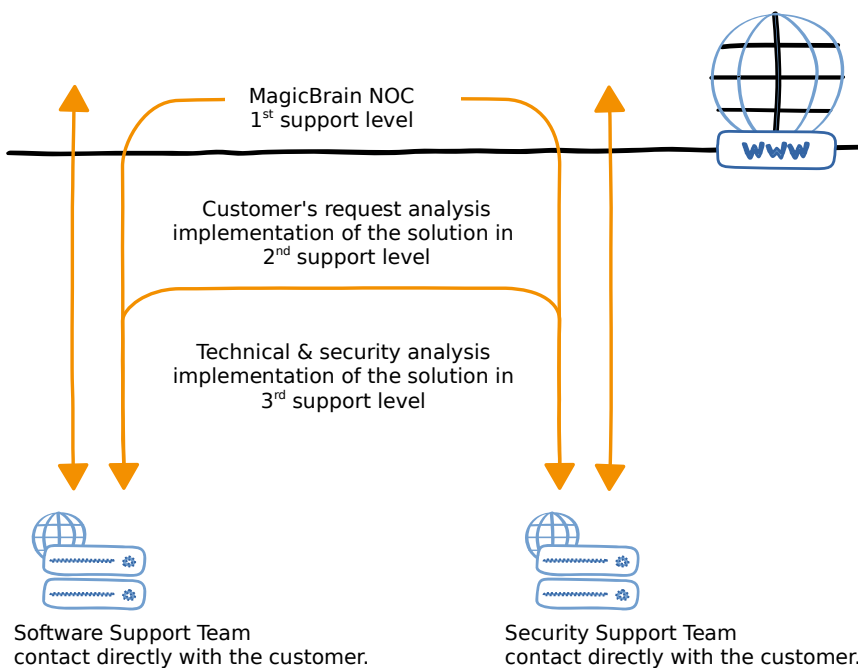 MagicBrain NOC
1st support level
www
Customer's request analysis
implementation of the solution in
2nd support level
Technical & security analysis
implementation of the solution in
3rd support level
Software Support Team
contact directly with the customer.
Security Support Team
contact directly with the customer.